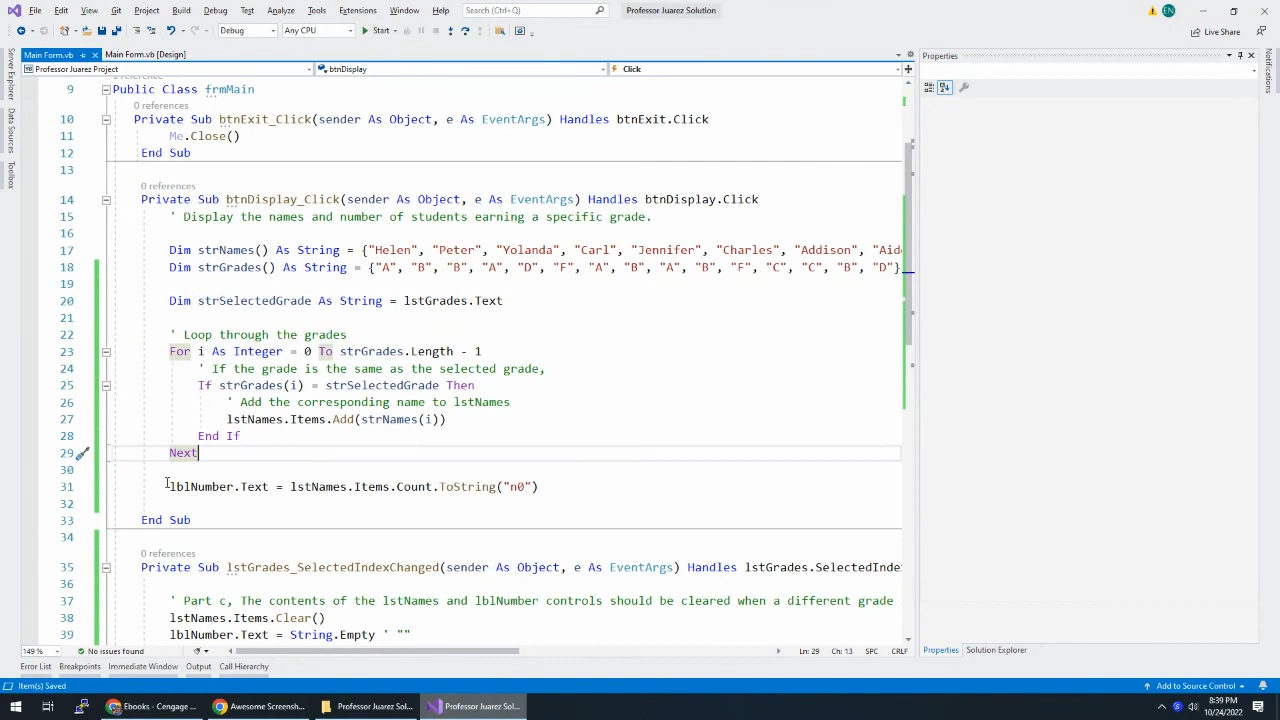 File Edit View Git Project Build Debug Test Analyze Tools Extensions Window Help Search (Ctrl+Q) Professor Juarez Solution EN
Debug Any CPU Start Live Share
Main Form.vb Main Form.vb [Design] Properties
Professor Juarez Project btnDisplay Click
Server Explorer
Data Sources
Toolbox
Notifications
9 Public Class frmMain
0 references
10 Private Sub btnExit_Click(sender As Object, e As EventArgs) Handles btnExit.Click
11 Me.Close()
12 End Sub
13
0 references
14 Private Sub btnDisplay_Click(sender As Object, e As EventArgs) Handles btnDisplay.Click
15 ' Display the names and number of students earning a specific grade.
16
17 Dim strNames() As String = {"Helen", "Peter", "Yolanda", "Carl", "Jennifer", "Charles", "Addison", "Aid
18 Dim strGrades() As String = {"A", "B", "B", "A", "D", "F", "A", "B", "A", "B", "F", "C", "C", "B", "D"}
19
20 Dim strSelectedGrade As String = lstGrades.Text
21
22 ' Loop through the grades
23 For i As Integer = 0 To strGrades.Length - 1
24 ' If the grade is the same as the selected grade,
25 If strGrades(i) = strSelectedGrade Then
26 ' Add the corresponding name to lstNames
27 lstNames.Items.Add(strNames(i))
28 End If
29 Next
30
31 lblNumber.Text = lstNames.Items.Count.ToString("n0")
32
33 End Sub
34
0 references
35 Private Sub lstGrades_SelectedIndexChanged(sender As Object, e As EventArgs) Handles lstGrades.SelectedInde
36
37 ' Part c, The contents of the lstNames and lblNumber controls should be cleared when a different grade
38 lstNames.Items.Clear()
39 lblNumber.Text = String.Empty ' ""
149 % No issues found Ln: 29 Ch: 13 SPC CRLF Properties Solution Explorer
Error List Breakpoints Immediate Window Output Call Hierarchy
Item(s) Saved Add to Source Control
Ebooks - Cengage ... Awesome Screensh... Professor Juarez Sol... Professor Juarez Sol... 8:39 PM
10/24/2022